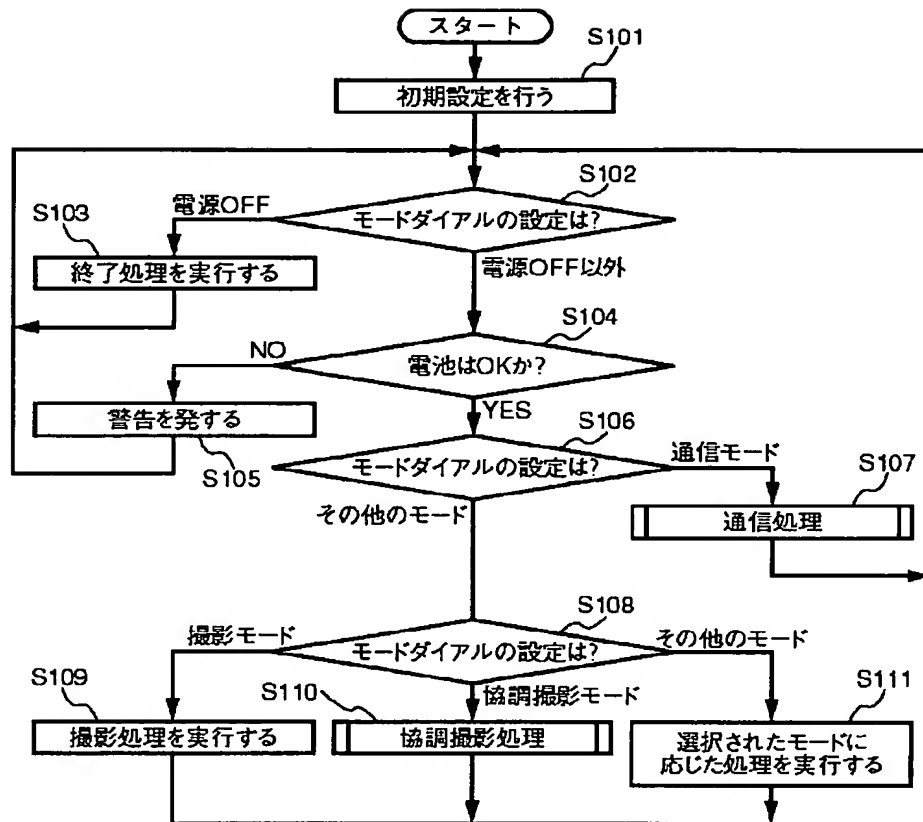 スタート
S101
初期設定を行う
S102
モードダイアルの設定は?
電源OFF
S103
終了処理を実行する
電源OFF以外
S104
電池はOKか?
NO
警告を発する
S105
YES
S106
モードダイアルの設定は?
通信モード
S107
通信処理
その他のモード
S108
モードダイアルの設定は?
撮影モード
その他のモード
S109
撮影処理を実行する
協調撮影モード
S110
協調撮影処理
S111
選択されたモードに
応じた処理を実行する